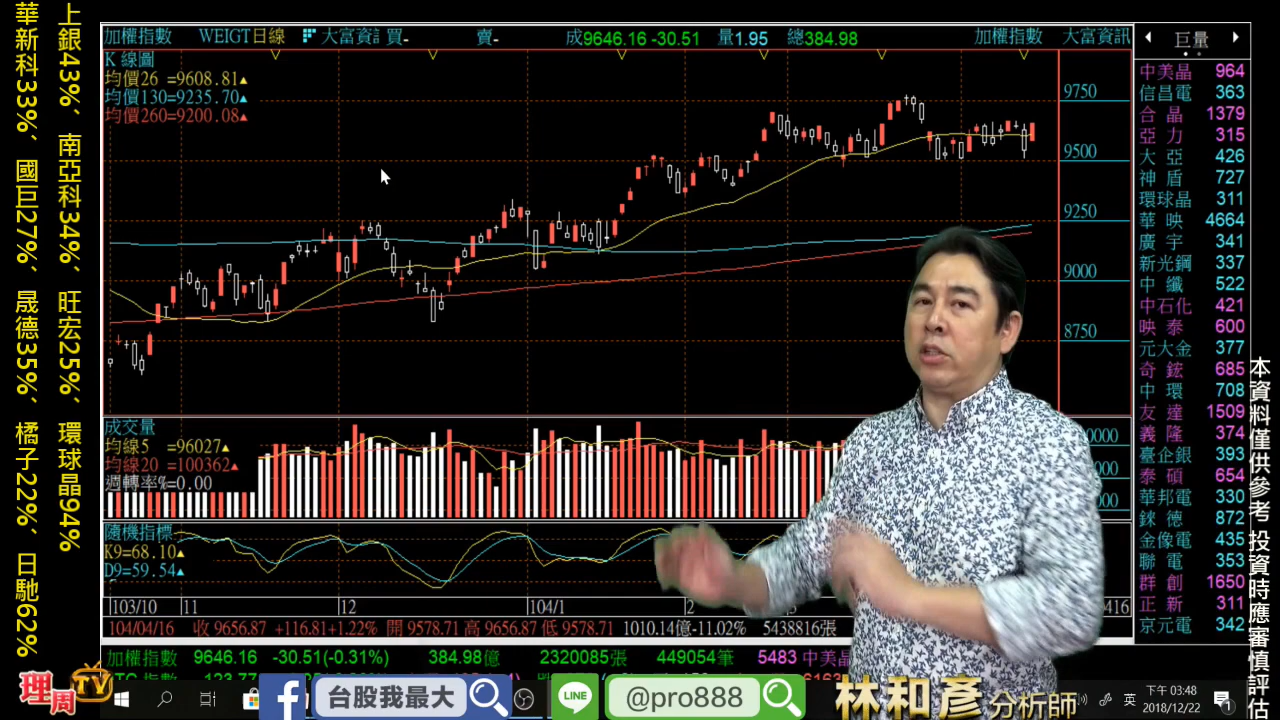 上銀43%、南亞科34%、旺宏25%、環球晶94%
華新科33%、國巨27%、晟德35%、橘子22%、日馳62%
加權指數 WEIGT日線 大富資訊 買- 賣- 成9646.16 -30.51 量1.95 總384.98 加權指數 大富資訊
K 線圖
均價26 =9608.81▲
均價130=9235.70▲
均價260=9200.08▲
9750
9500
9250
9000
8750
成交量
均線5 =96027▲
均線20 =100362▲
週轉率%=0.00
隨機指標
K9=68.10▲
D9=59.54▲
103/10 11 12 104/1 2
104/04/16 收 9656.87 +116.81+1.22% 開 9578.71 高 9656.87 低 9578.71 1010.14億-11.02% 5438816張
加權指數 9646.16 -30.51(-0.31%) 384.98億 2320085張 449054筆 5483 中美晶
巨量
中美晶 964
信昌電 363
合 晶 1379
亞 力 315
大 亞 426
神 盾 727
環球晶 311
華 映 4664
廣 宇 341
新光鋼 337
中 纖 522
中石化 421
映 泰 600
元大金 377
奇 鋐 685
中 環 708
友 達 1509
義 隆 374
臺企銀 393
泰 碩 654
華邦電 330
錸 德 872
金像電 435
聯 電 353
群 創 1650
正 新 311
京元電 342
本資料僅供參考 投資時應審慎評估
理周TV
台股我最大
LINE
@pro888
林和彥 分析師
英
下午 03:48
2018/12/22